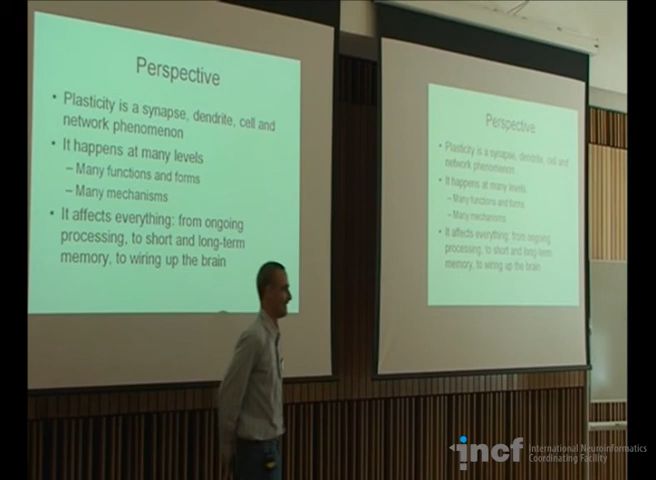 Perspective
• Plasticity is a synapse, dendrite, cell and
network phenomenon
• It happens at many levels
– Many functions and forms
– Many mechanisms
• It affects everything: from ongoing
processing, to short and long-term
memory, to wiring up the brain
Perspective
• Plasticity is a synapse, dendrite, cell and
network phenomenon
• It happens at many levels
– Many functions and forms
– Many mechanisms
• It affects everything: from ongoing
processing, to short and long-term
memory, to wiring up the brain
incf International Neuroinformatics
Coordinating Facility